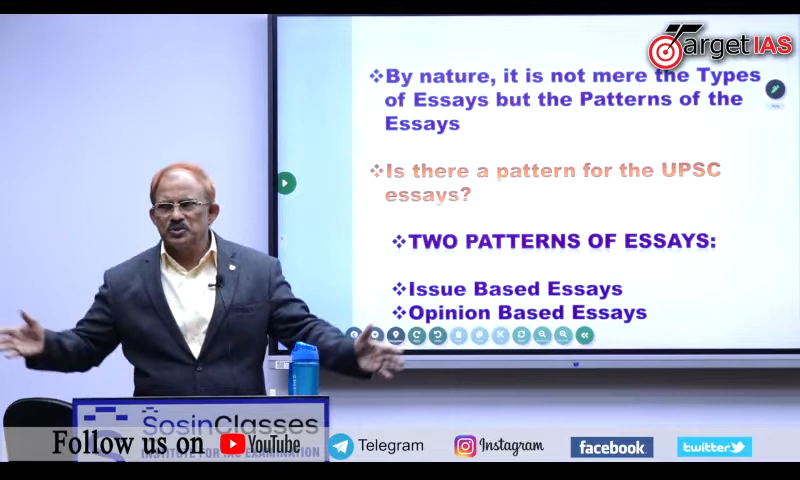 Target IAS
❖By nature, it is not mere the Types
of Essays but the Patterns of the
Essays
❖Is there a pattern for the UPSC
essays?
❖TWO PATTERNS OF ESSAYS:
❖Issue Based Essays
❖Opinion Based Essays
SosinClasses
INSTITUTE FOR IAS EXAMINATION
Follow us on YouTube Telegram Instagram facebook twitter